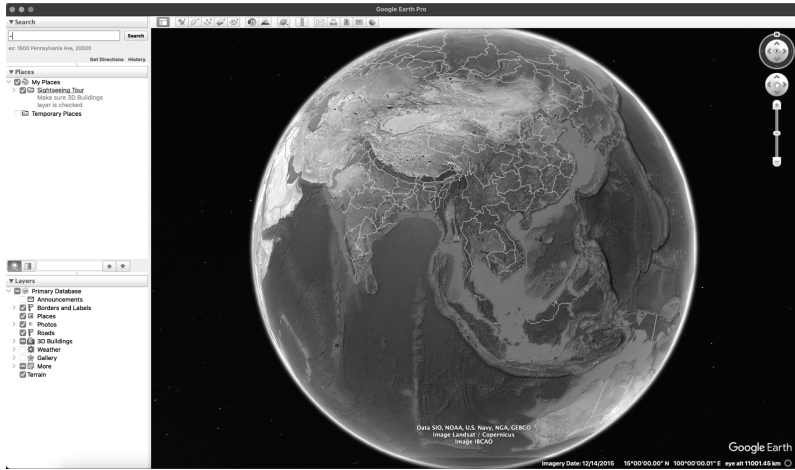 Google Earth Pro
▼ Search
Search
ex: 1600 Pennsylvania Ave, 20500
Get Directions History
▼ Places
My Places
Sightseeing Tour
Make sure 3D Buildings
layer is checked
Temporary Places
▼ Layers
Primary Database
Announcements
Borders and Labels
Places
Photos
Roads
3D Buildings
Weather
Gallery
More
Terrain
N
Data SIO, NOAA, U.S. Navy, NGA, GEBCO
Image Landsat / Copernicus
Image IBCAO
Google Earth
Imagery Date: 12/14/2015 15°00'00.00" N 100°00'00.01" E eye alt 11001.45 km